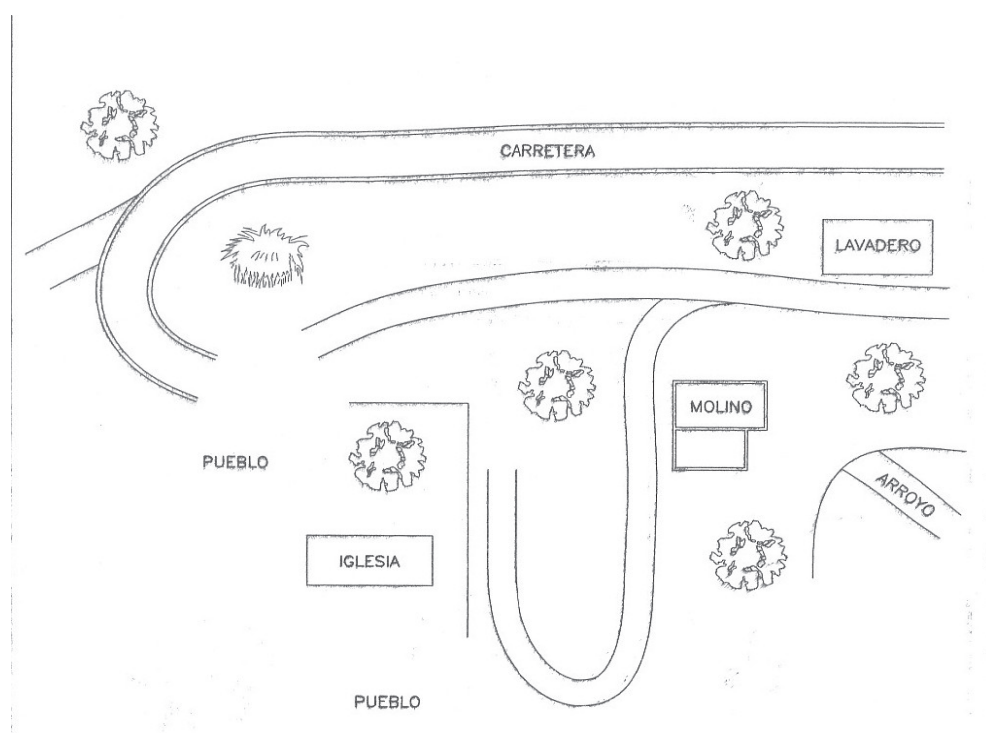 CARRETERA
LAVADERO
MOLINO
PUEBLO
ARROYO
IGLESIA
PUEBLO